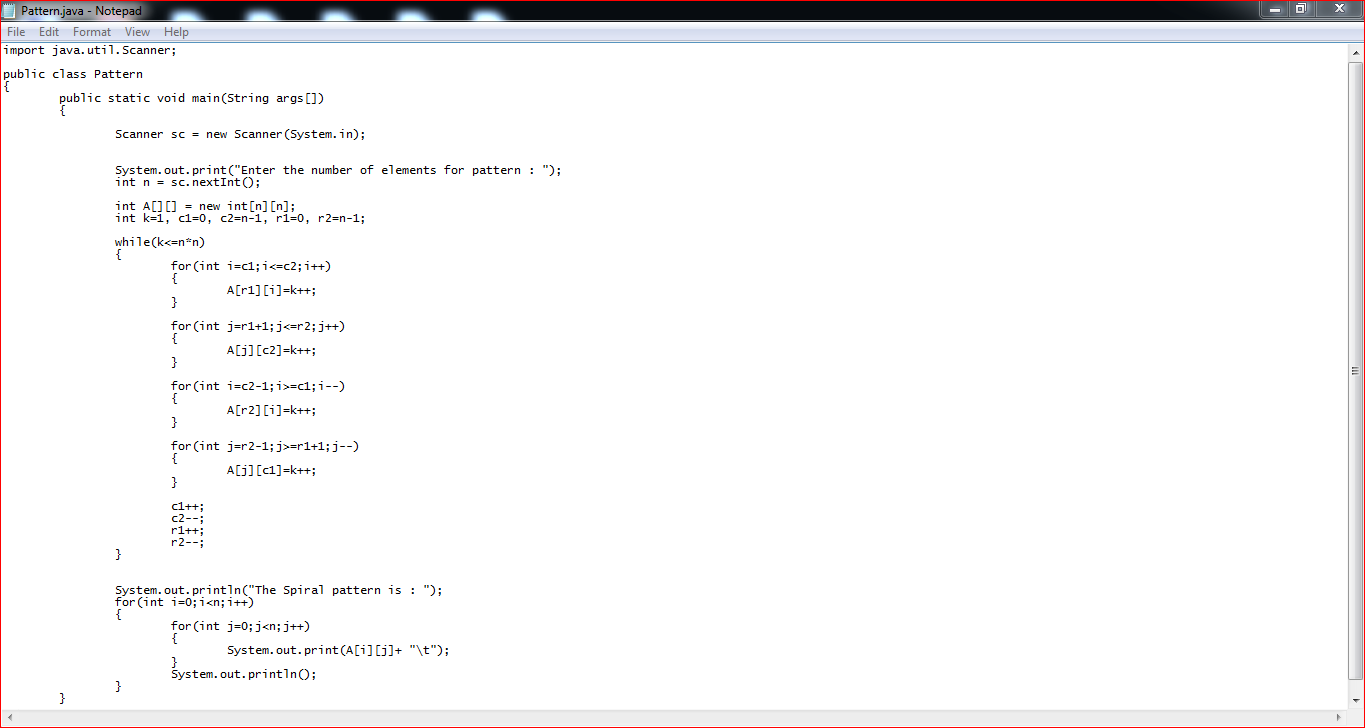 Pattern.java - Notepad
File Edit Format View Help
import java.util.Scanner;
public class Pattern
{
public static void main(String args[])
{
Scanner sc = new Scanner(System.in);
System.out.print("Enter the number of elements for pattern : ");
int n = sc.nextInt();
int A[][] = new int[n][n];
int k=1, c1=0, c2=n-1, r1=0, r2=n-1;
while(k<=n*n)
{
for(int i=c1;i<=c2;i++)
{
A[r1][i]=k++;
}
for(int j=r1+1;j<=r2;j++)
{
A[j][c2]=k++;
}
for(int i=c2-1;i>=c1;i--)
{
A[r2][i]=k++;
}
for(int j=r2-1;j>=r1+1;j--)
{
A[j][c1]=k++;
}
c1++;
c2--;
r1++;
r2--;
}
System.out.println("The Spiral pattern is : ");
for(int i=0;i<n;i++)
{
for(int j=0;j<n;j++)
{
System.out.print(A[i][j]+ "\t");
}
System.out.println();
}
}